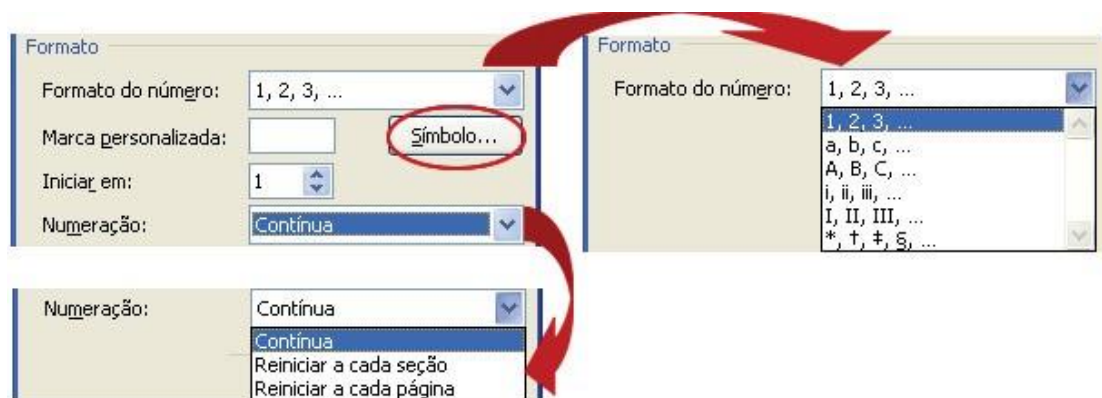 Formato
Formato do número: 1, 2, 3, ...
Marca personalizada: Símbolo...
Iniciar em: 1
Numeração: Contínua
Formato
Formato do número: 1, 2, 3, ...
1, 2, 3, ...
a, b, c, ...
A, B, C, ...
i, ii, iii, ...
I, II, III, ...
*, †, ‡, §, ...
Numeração: Contínua
Contínua
Reiniciar a cada seção
Reiniciar a cada página